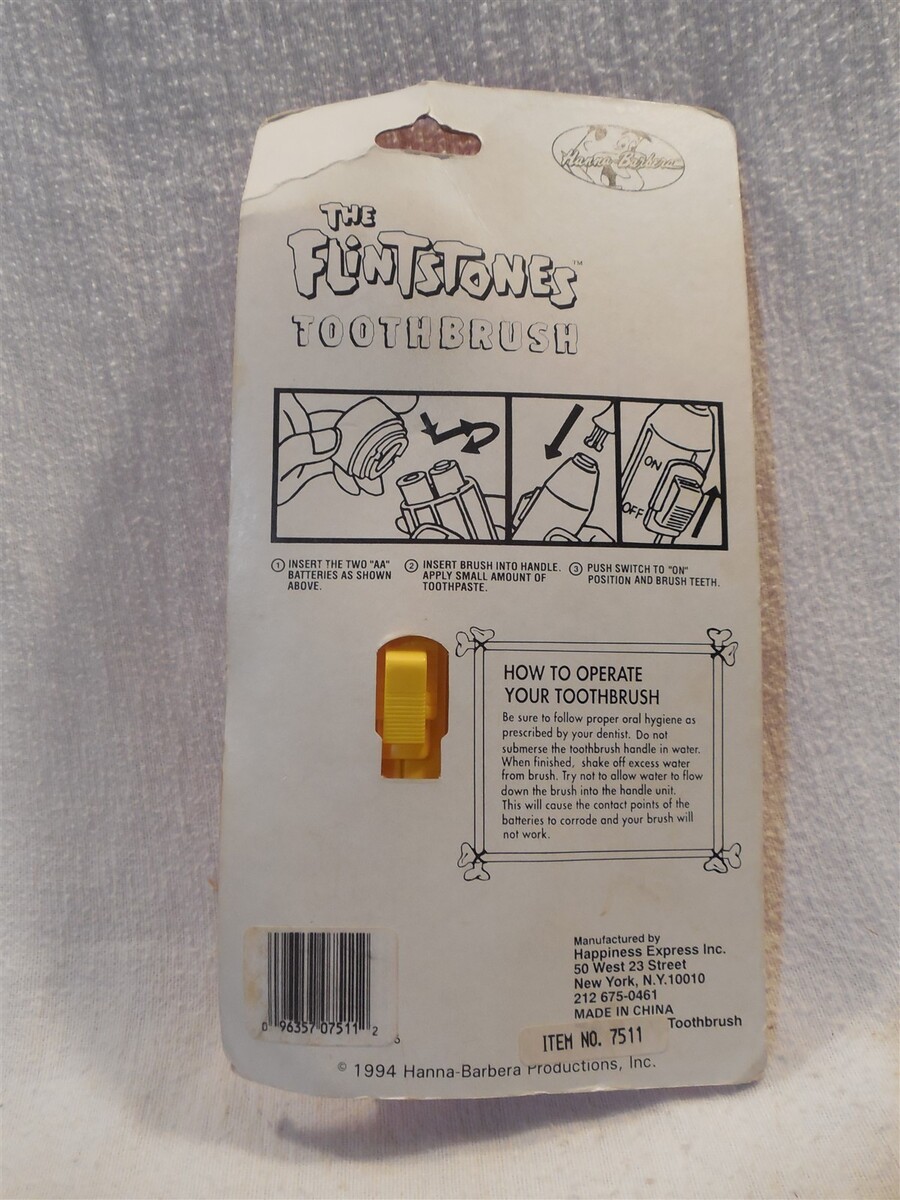 Hanna-Barbera
THE
FLINTSTONES™
TOOTHBRUSH
ON
OFF
① INSERT THE TWO "AA"
BATTERIES AS SHOWN
ABOVE.
② INSERT BRUSH INTO HANDLE.
APPLY SMALL AMOUNT OF
TOOTHPASTE.
③ PUSH SWITCH TO "ON"
POSITION AND BRUSH TEETH.
HOW TO OPERATE
YOUR TOOTHBRUSH
Be sure to follow proper oral hygiene as
prescribed by your dentist. Do not
submerse the toothbrush handle in water.
When finished, shake off excess water
from brush. Try not to allow water to flow
down the brush into the handle unit.
This will cause the contact points of the
batteries to corrode and your brush will
not work.
Manufactured by
Happiness Express Inc.
50 West 23 Street
New York, N.Y.10010
212 675-0461
MADE IN CHINA
Toothbrush
ITEM NO. 7511
0 96357 07511 2
© 1994 Hanna-Barbera Productions, Inc.